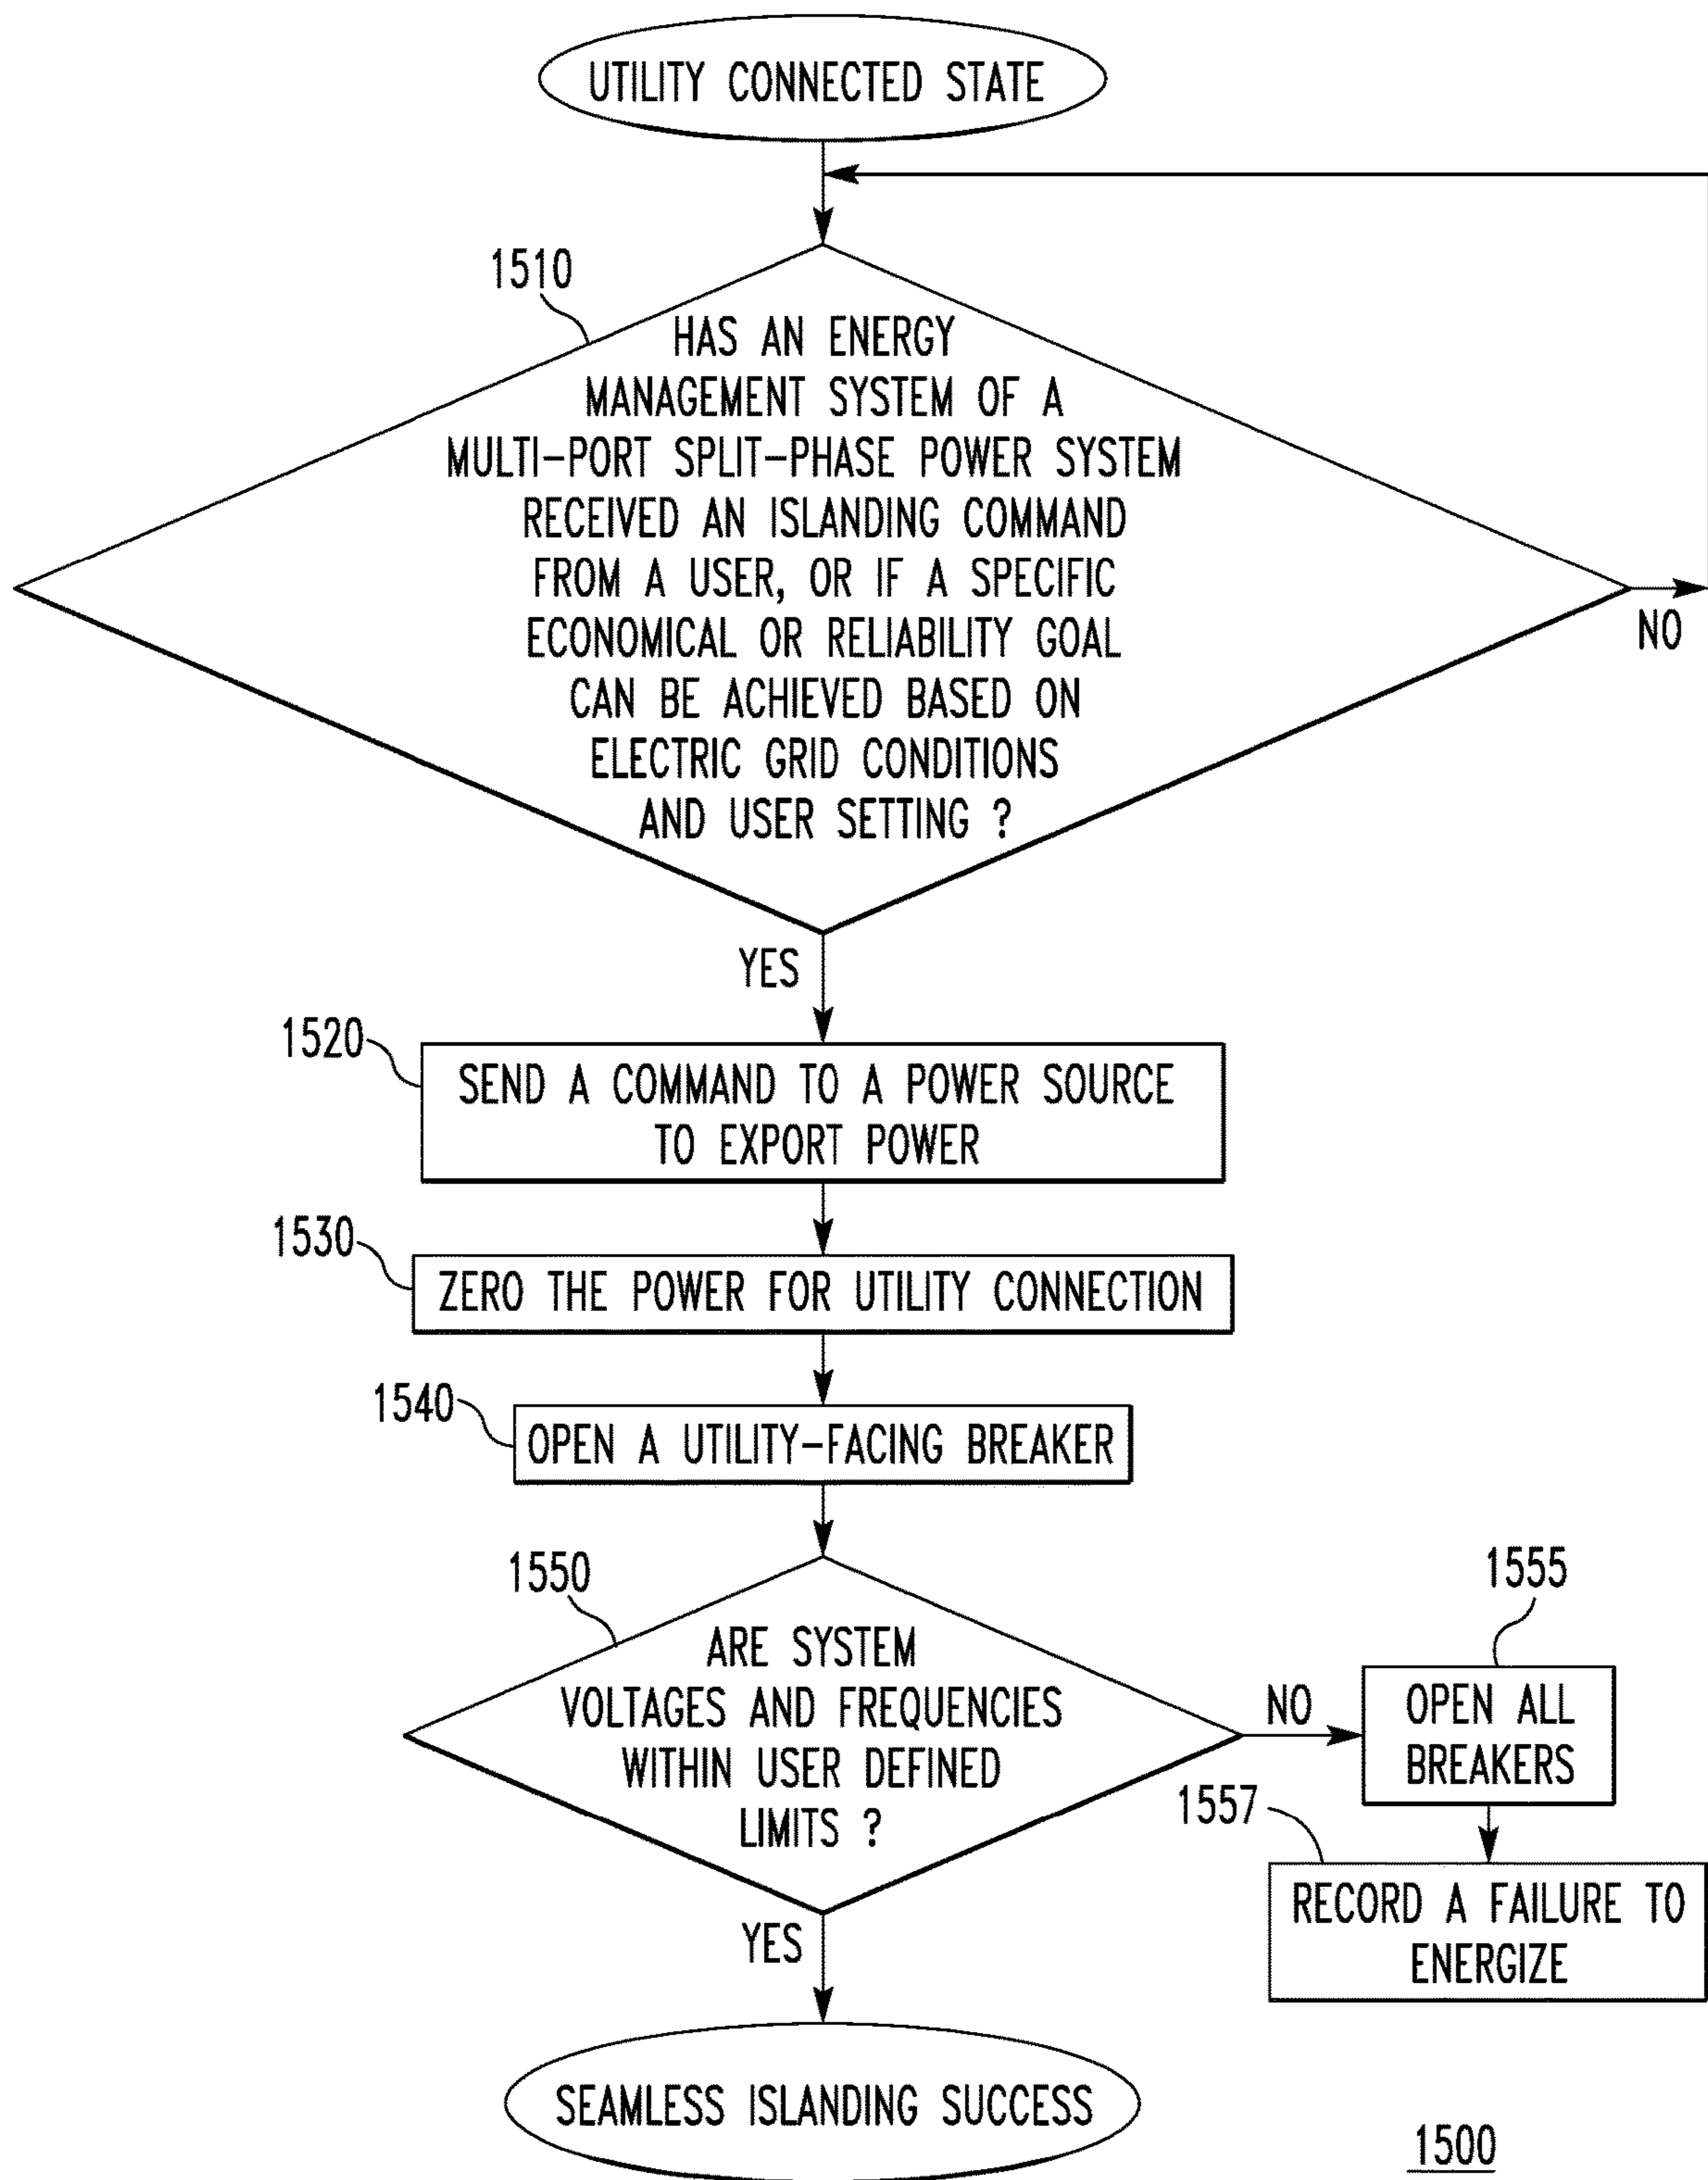 UTILITY CONNECTED STATE
1510
HAS AN ENERGY
MANAGEMENT SYSTEM OF A
MULTI-PORT SPLIT-PHASE POWER SYSTEM
RECEIVED AN ISLANDING COMMAND
FROM A USER, OR IF A SPECIFIC
ECONOMICAL OR RELIABILITY GOAL
CAN BE ACHIEVED BASED ON
ELECTRIC GRID CONDITIONS
AND USER SETTING ?
NO
YES
1520
SEND A COMMAND TO A POWER SOURCE
TO EXPORT POWER
1530
ZERO THE POWER FOR UTILITY CONNECTION
1540
OPEN A UTILITY-FACING BREAKER
1550
ARE SYSTEM
VOLTAGES AND FREQUENCIES
WITHIN USER DEFINED
LIMITS ?
NO
1555
OPEN ALL
BREAKERS
1557
RECORD A FAILURE TO
ENERGIZE
YES
SEAMLESS ISLANDING SUCCESS
1500